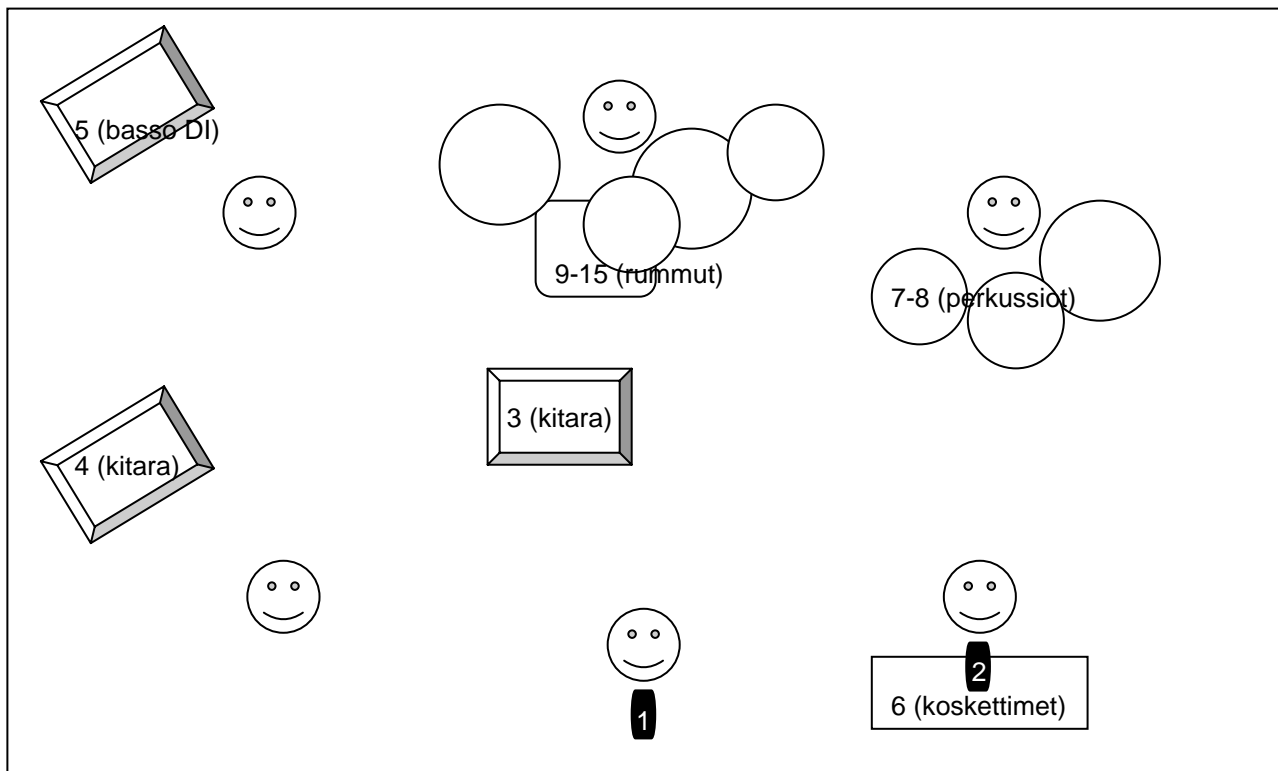 5 (basso DI)
9-15 (rummut)
7-8 (perkussiot)
3 (kitara)
4 (kitara)
2
6 (koskettimet)
1